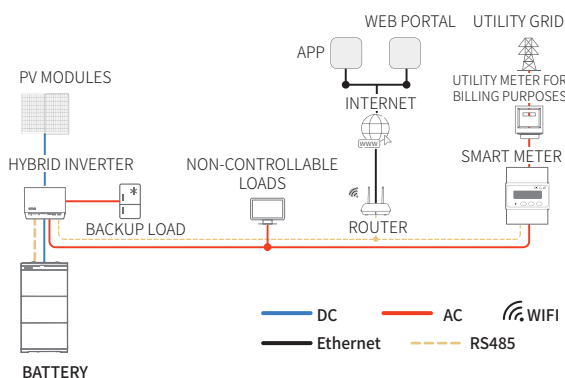 WEB PORTAL
UTILITY GRID
APP
PV MODULES
UTILITY METER FOR
BILLING PURPOSES
INTERNET
WWW
HYBRID INVERTER
NON-CONTROLLABLE
LOADS
SMART METER
BACKUP LOAD
ROUTER
DC
AC
WIFI
Ethernet
RS485
BATTERY